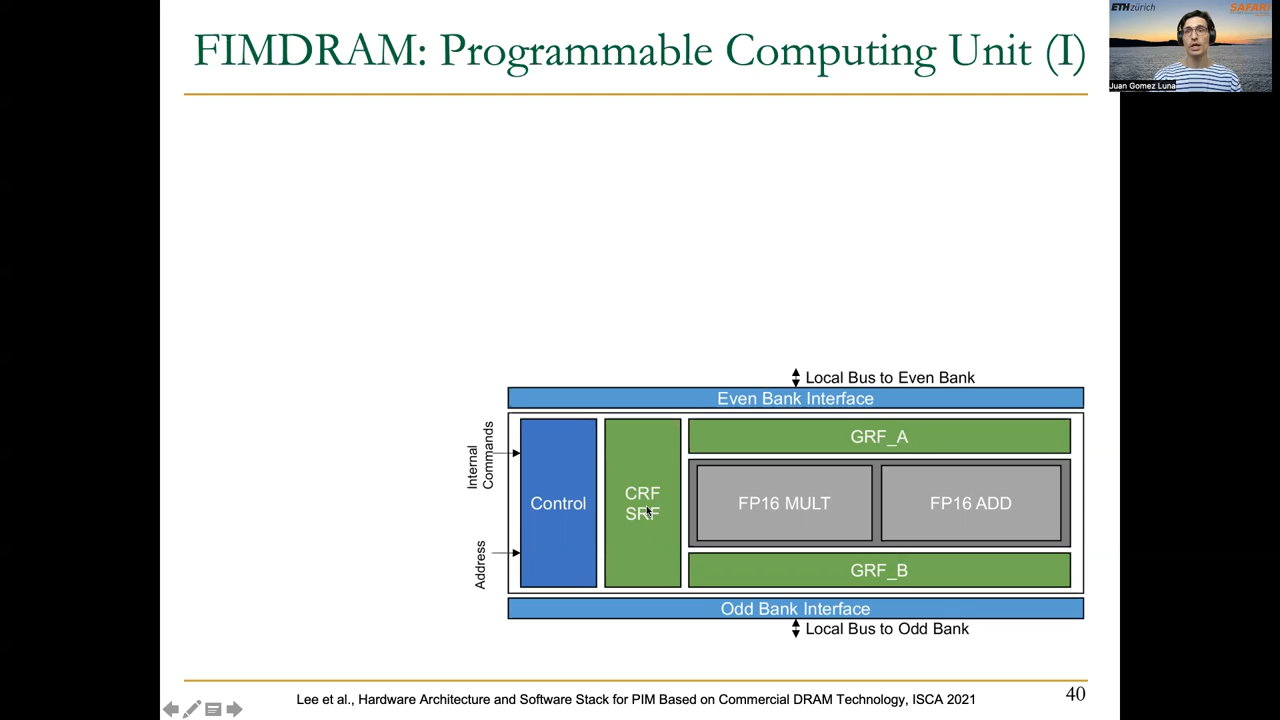 FIMDRAM: Programmable Computing Unit (I)
ETH zürich
SAFARI
Juan Gomez Luna
Local Bus to Even Bank
Even Bank Interface
Internal
Commands
Address
Control
CRF
SRF
GRF_A
FP16 MULT
FP16 ADD
GRF_B
Odd Bank Interface
Local Bus to Odd Bank
Lee et al., Hardware Architecture and Software Stack for PIM Based on Commercial DRAM Technology, ISCA 2021
40